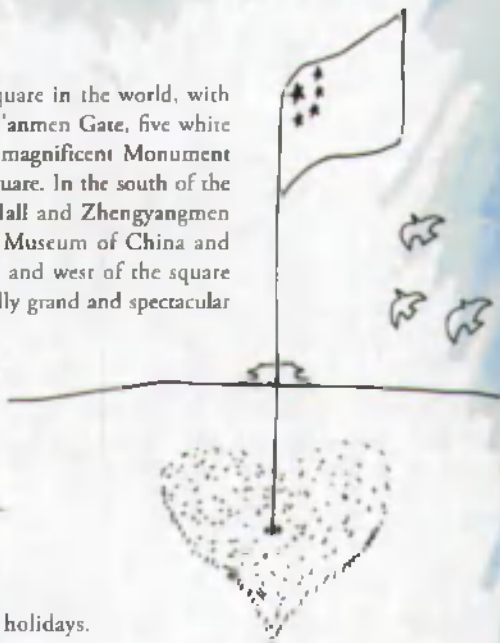 quare in the world, with
'anmen Gate, five white
magnificent Monument
uare. In the south of the
Hall and Zhengyangmen
Museum of China and
and west of the square
lly grand and spectacular
holidays.